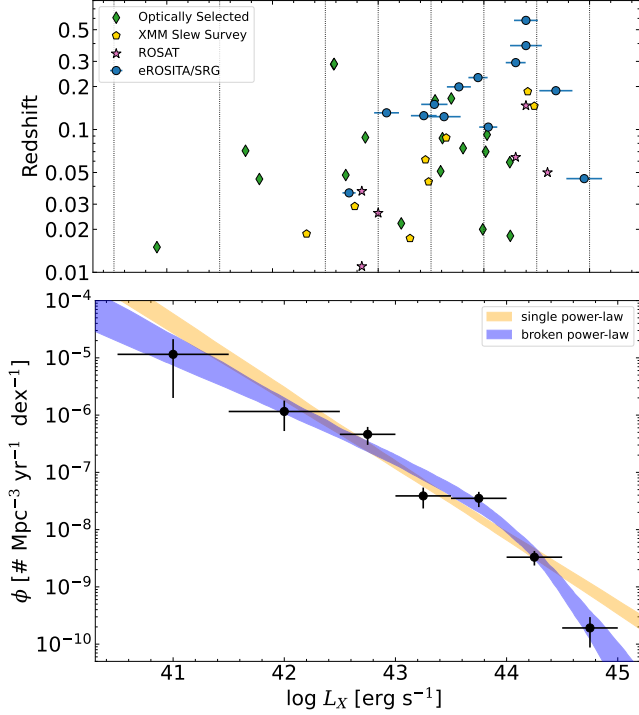 Optically Selected
XMM Slew Survey
ROSAT
eROSITA/SRG
Redshift
0.5
0.3
0.2
0.1
0.05
0.03
0.02
0.01
single power-law
broken power-law
ϕ [# Mpc⁻³ yr⁻¹ dex⁻¹]
10⁻⁴
10⁻⁵
10⁻⁶
10⁻⁷
10⁻⁸
10⁻⁹
10⁻¹⁰
41 42 43 44 45
log L_X [erg s⁻¹]